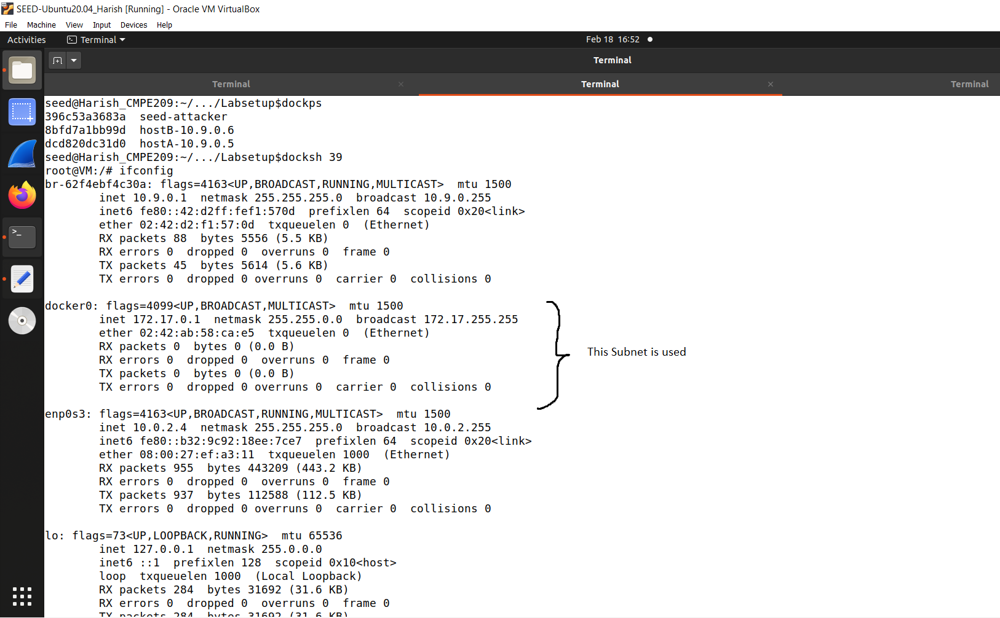 SEED-Ubuntu20.04_Harish [Running] - Oracle VM VirtualBox
File Machine View Input Devices Help
Activities Terminal Feb 18 16:52
Terminal
Terminal × Terminal × Terminal
seed@Harish_CMPE209:~/.../Labsetup$dockps
396c53a3683a  seed-attacker
8bfd7a1bb99d  hostB-10.9.0.6
dcd820dc31d0  hostA-10.9.0.5
seed@Harish_CMPE209:~/.../Labsetup$docksh 39
root@VM:/# ifconfig
br-62f4ebf4c30a: flags=4163<UP,BROADCAST,RUNNING,MULTICAST>  mtu 1500
        inet 10.9.0.1  netmask 255.255.255.0  broadcast 10.9.0.255
        inet6 fe80::42:d2ff:fef1:570d  prefixlen 64  scopeid 0x20<link>
        ether 02:42:d2:f1:57:0d  txqueuelen 0  (Ethernet)
        RX packets 88  bytes 5556 (5.5 KB)
        RX errors 0  dropped 0  overruns 0  frame 0
        TX packets 45  bytes 5614 (5.6 KB)
        TX errors 0  dropped 0 overruns 0  carrier 0  collisions 0
docker0: flags=4099<UP,BROADCAST,MULTICAST>  mtu 1500
        inet 172.17.0.1  netmask 255.255.0.0  broadcast 172.17.255.255
        ether 02:42:ab:58:ca:e5  txqueuelen 0  (Ethernet)
        RX packets 0  bytes 0 (0.0 B)
        RX errors 0  dropped 0  overruns 0  frame 0
        TX packets 0  bytes 0 (0.0 B)
        TX errors 0  dropped 0 overruns 0  carrier 0  collisions 0
This Subnet is used
enp0s3: flags=4163<UP,BROADCAST,RUNNING,MULTICAST>  mtu 1500
        inet 10.0.2.4  netmask 255.255.255.0  broadcast 10.0.2.255
        inet6 fe80::b32:9c92:18ee:7ce7  prefixlen 64  scopeid 0x20<link>
        ether 08:00:27:ef:a3:11  txqueuelen 1000  (Ethernet)
        RX packets 955  bytes 443209 (443.2 KB)
        RX errors 0  dropped 0  overruns 0  frame 0
        TX packets 937  bytes 112588 (112.5 KB)
        TX errors 0  dropped 0 overruns 0  carrier 0  collisions 0
lo: flags=73<UP,LOOPBACK,RUNNING>  mtu 65536
        inet 127.0.0.1  netmask 255.0.0.0
        inet6 ::1  prefixlen 128  scopeid 0x10<host>
        loop  txqueuelen 1000  (Local Loopback)
        RX packets 284  bytes 31692 (31.6 KB)
        RX errors 0  dropped 0  overruns 0  frame 0
        TX packets 284  bytes 31692 (31.6 KB)